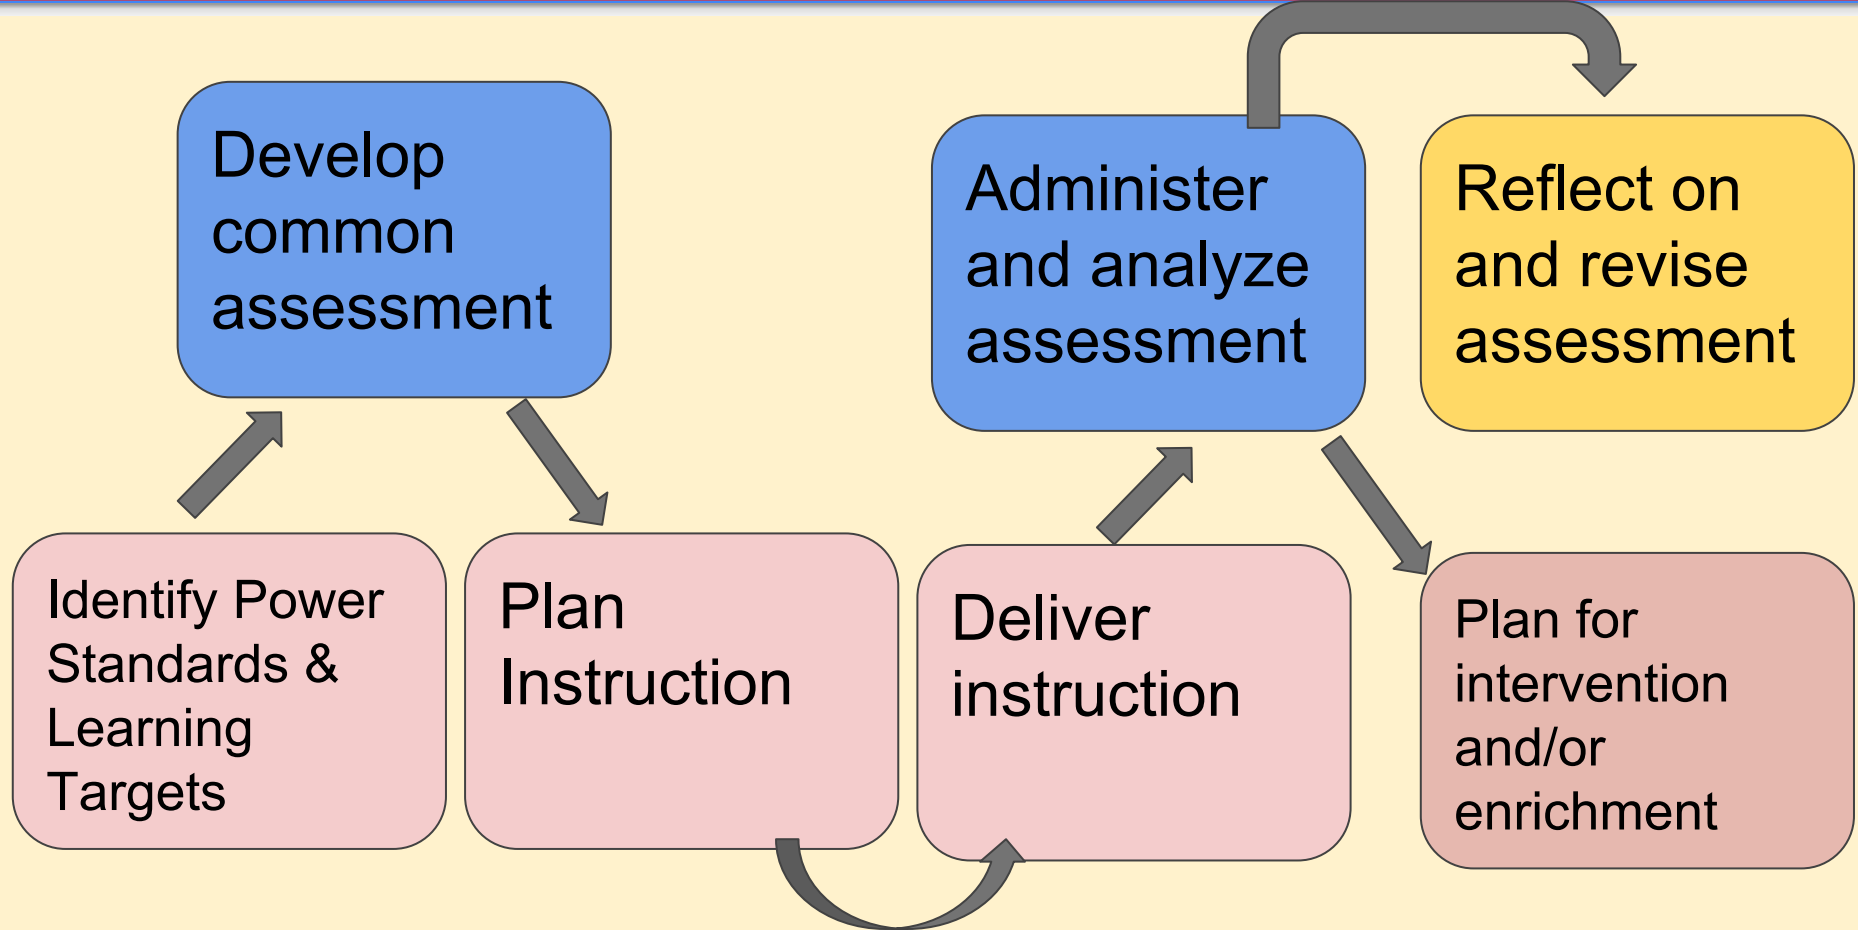 Develop
common
assessment
Administer
and analyze
assessment
Reflect on
and revise
assessment
Identify Power
Standards &
Learning
Targets
Plan
Instruction
Deliver
instruction
Plan for
intervention
and/or
enrichment